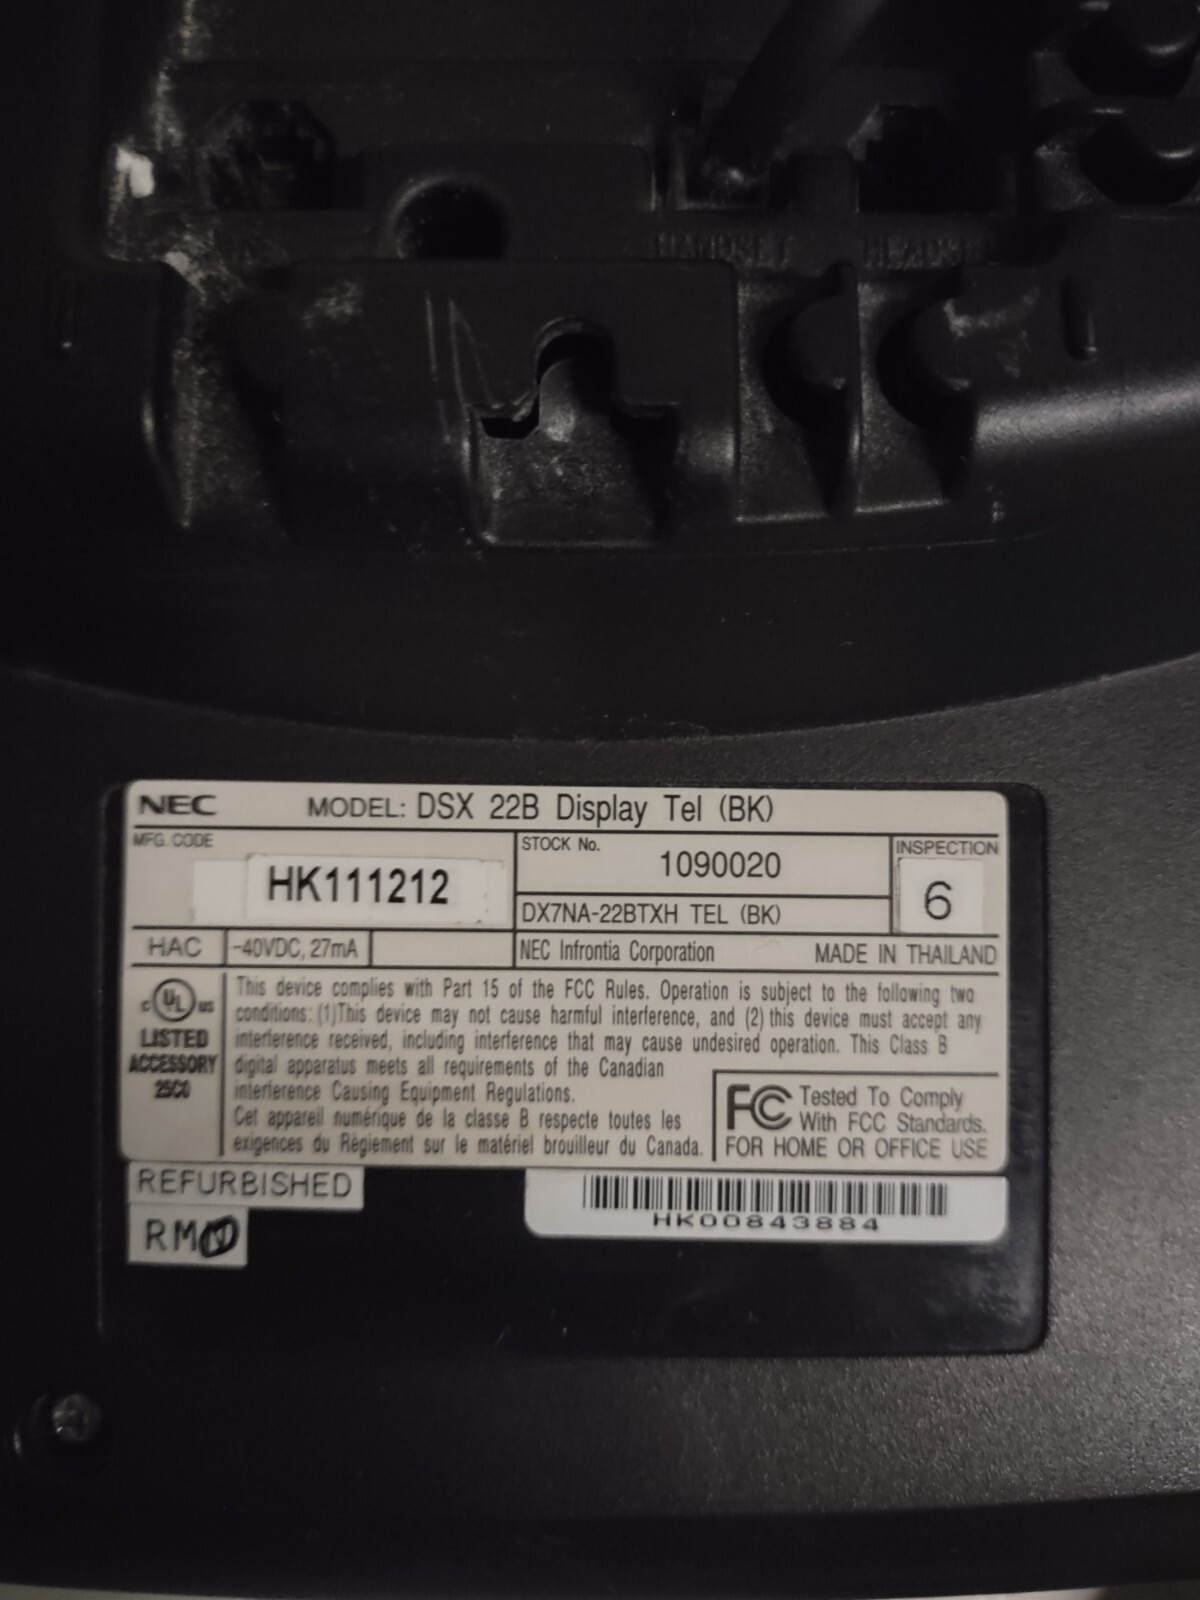 HANDSET HEADSET
NEC MODEL: DSX 22B Display Tel (BK)
MFG. CODE
HK111212
STOCK No.
1090020
DX7NA-22BTXH TEL (BK)
INSPECTION
6
HAC -40VDC, 27mA
NEC Infrontia Corporation MADE IN THAILAND
c UL us
LISTED
ACCESSORY
25C0
This device complies with Part 15 of the FCC Rules. Operation is subject to the following two
conditions: (1)This device may not cause harmful interference, and (2) this device must accept any
interference received, including interference that may cause undesired operation. This Class B
digital apparatus meets all requirements of the Canadian
interference Causing Equipment Regulations.
Cet appareil numérique de la classe B respecte toutes les
exigences du Règlement sur le matériel brouilleur du Canada.
FC Tested To Comply
With FCC Standards.
FOR HOME OR OFFICE USE
REFURBISHED
HK00843884